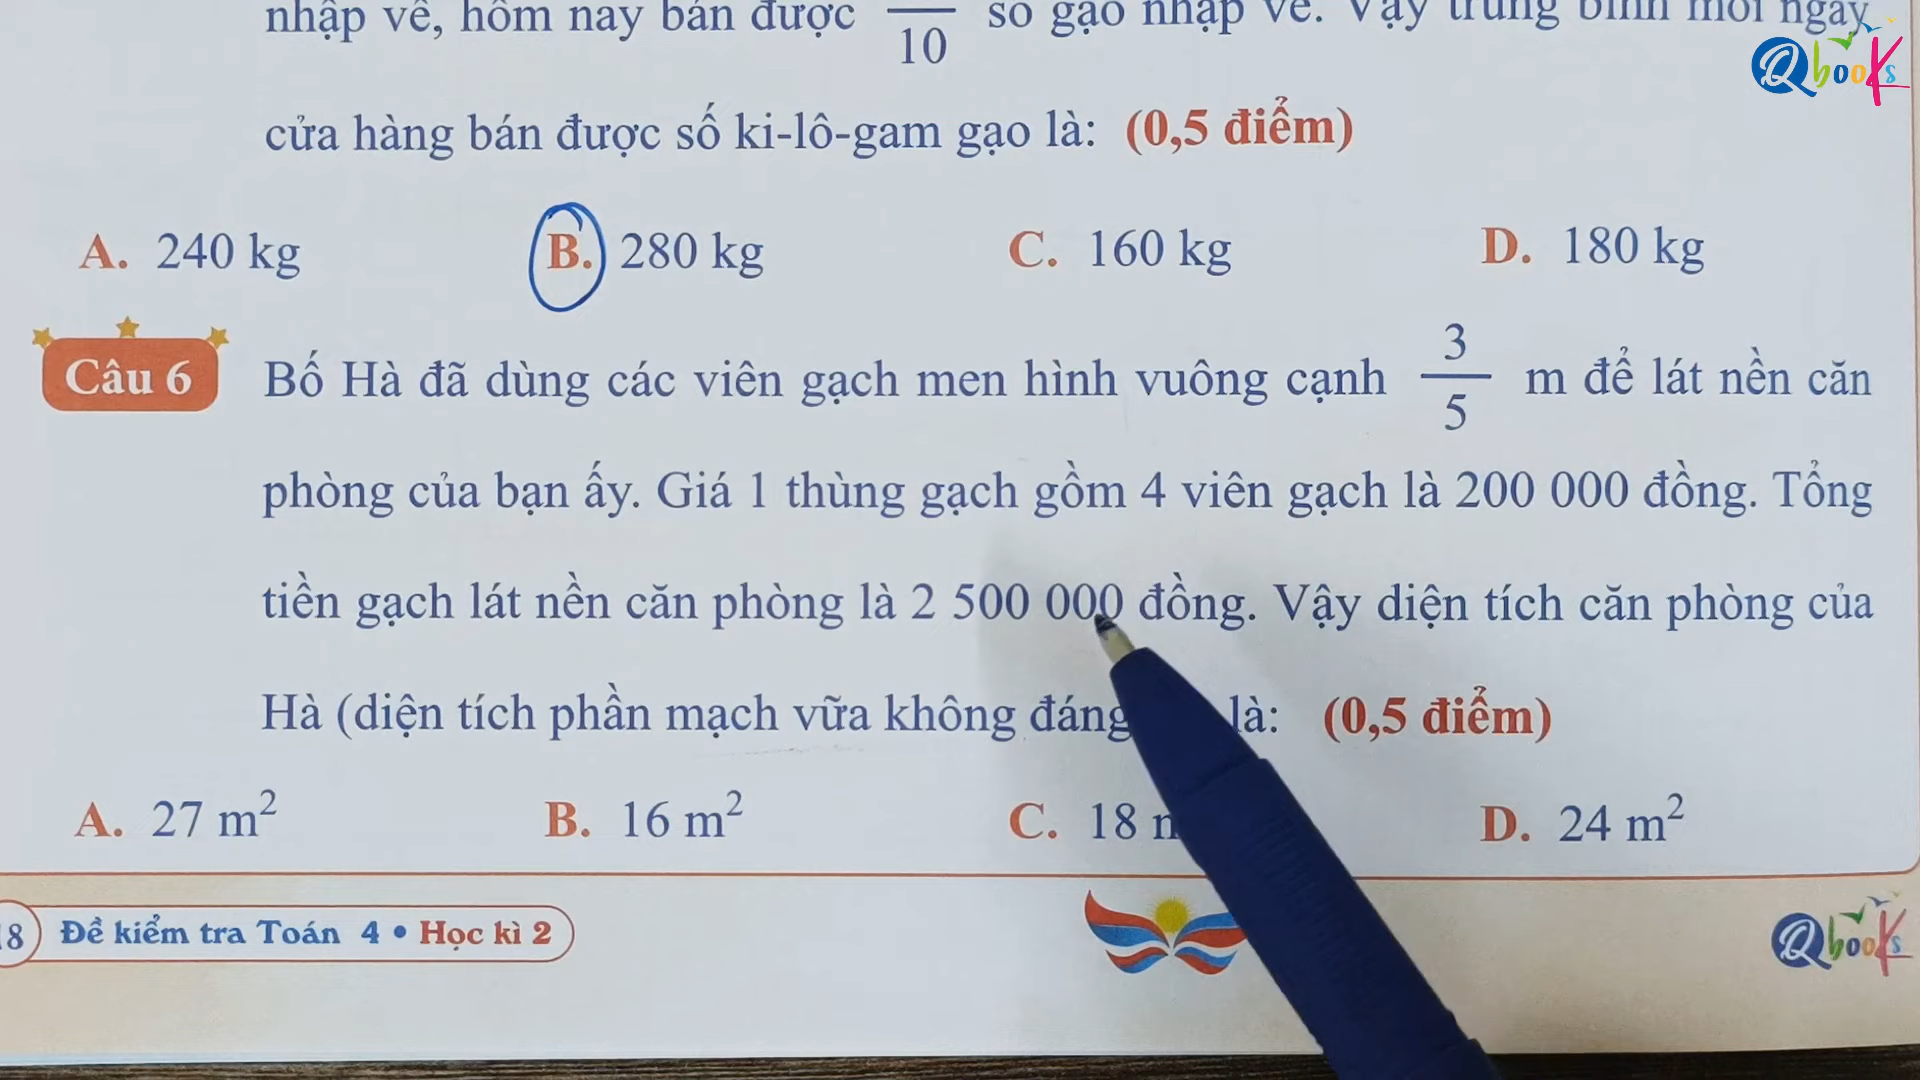 nhập về, hôm nay bán được /10 số gạo nhập về. Vậy trung bình mỗi ngày
Qbooks
cửa hàng bán được số ki-lô-gam gạo là: (0,5 điểm)
A. 240 kg B. 280 kg C. 160 kg D. 180 kg
Câu 6 Bố Hà đã dùng các viên gạch men hình vuông cạnh 3/5 m để lát nền căn
phòng của bạn ấy. Giá 1 thùng gạch gồm 4 viên gạch là 200 000 đồng. Tổng
tiền gạch lát nền căn phòng là 2 500 000 đồng. Vậy diện tích căn phòng của
Hà (diện tích phần mạch vữa không đáng là: (0,5 điểm)
A. 27 m² B. 16 m² C. 18 D. 24 m²
8 Đề kiểm tra Toán 4 • Học kì 2
Qbooks